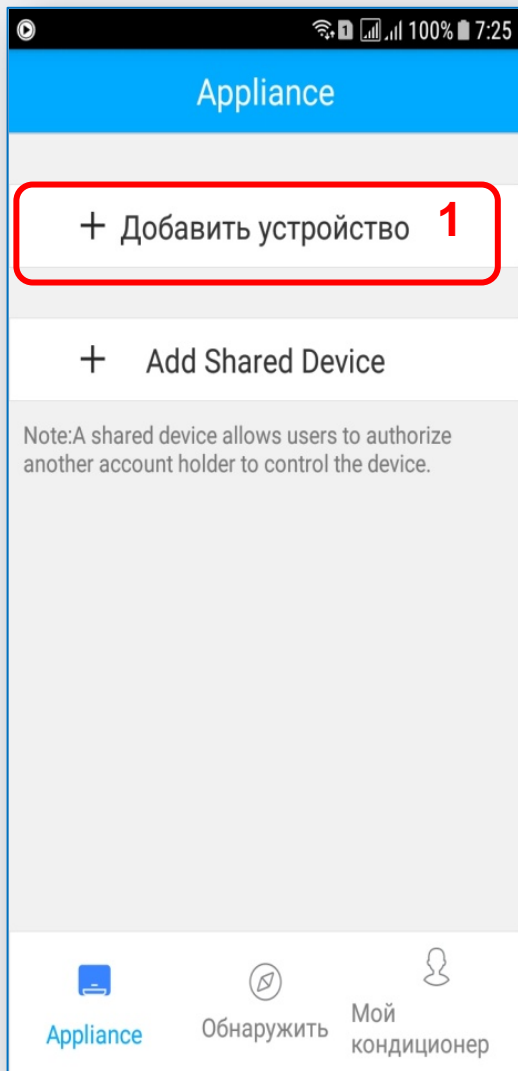 1 100% 7:25
Appliance
+ Добавить устройство 1
+ Add Shared Device
Note:A shared device allows users to authorize
another account holder to control the device.
Appliance
Обнаружить
Мой
кондиционер